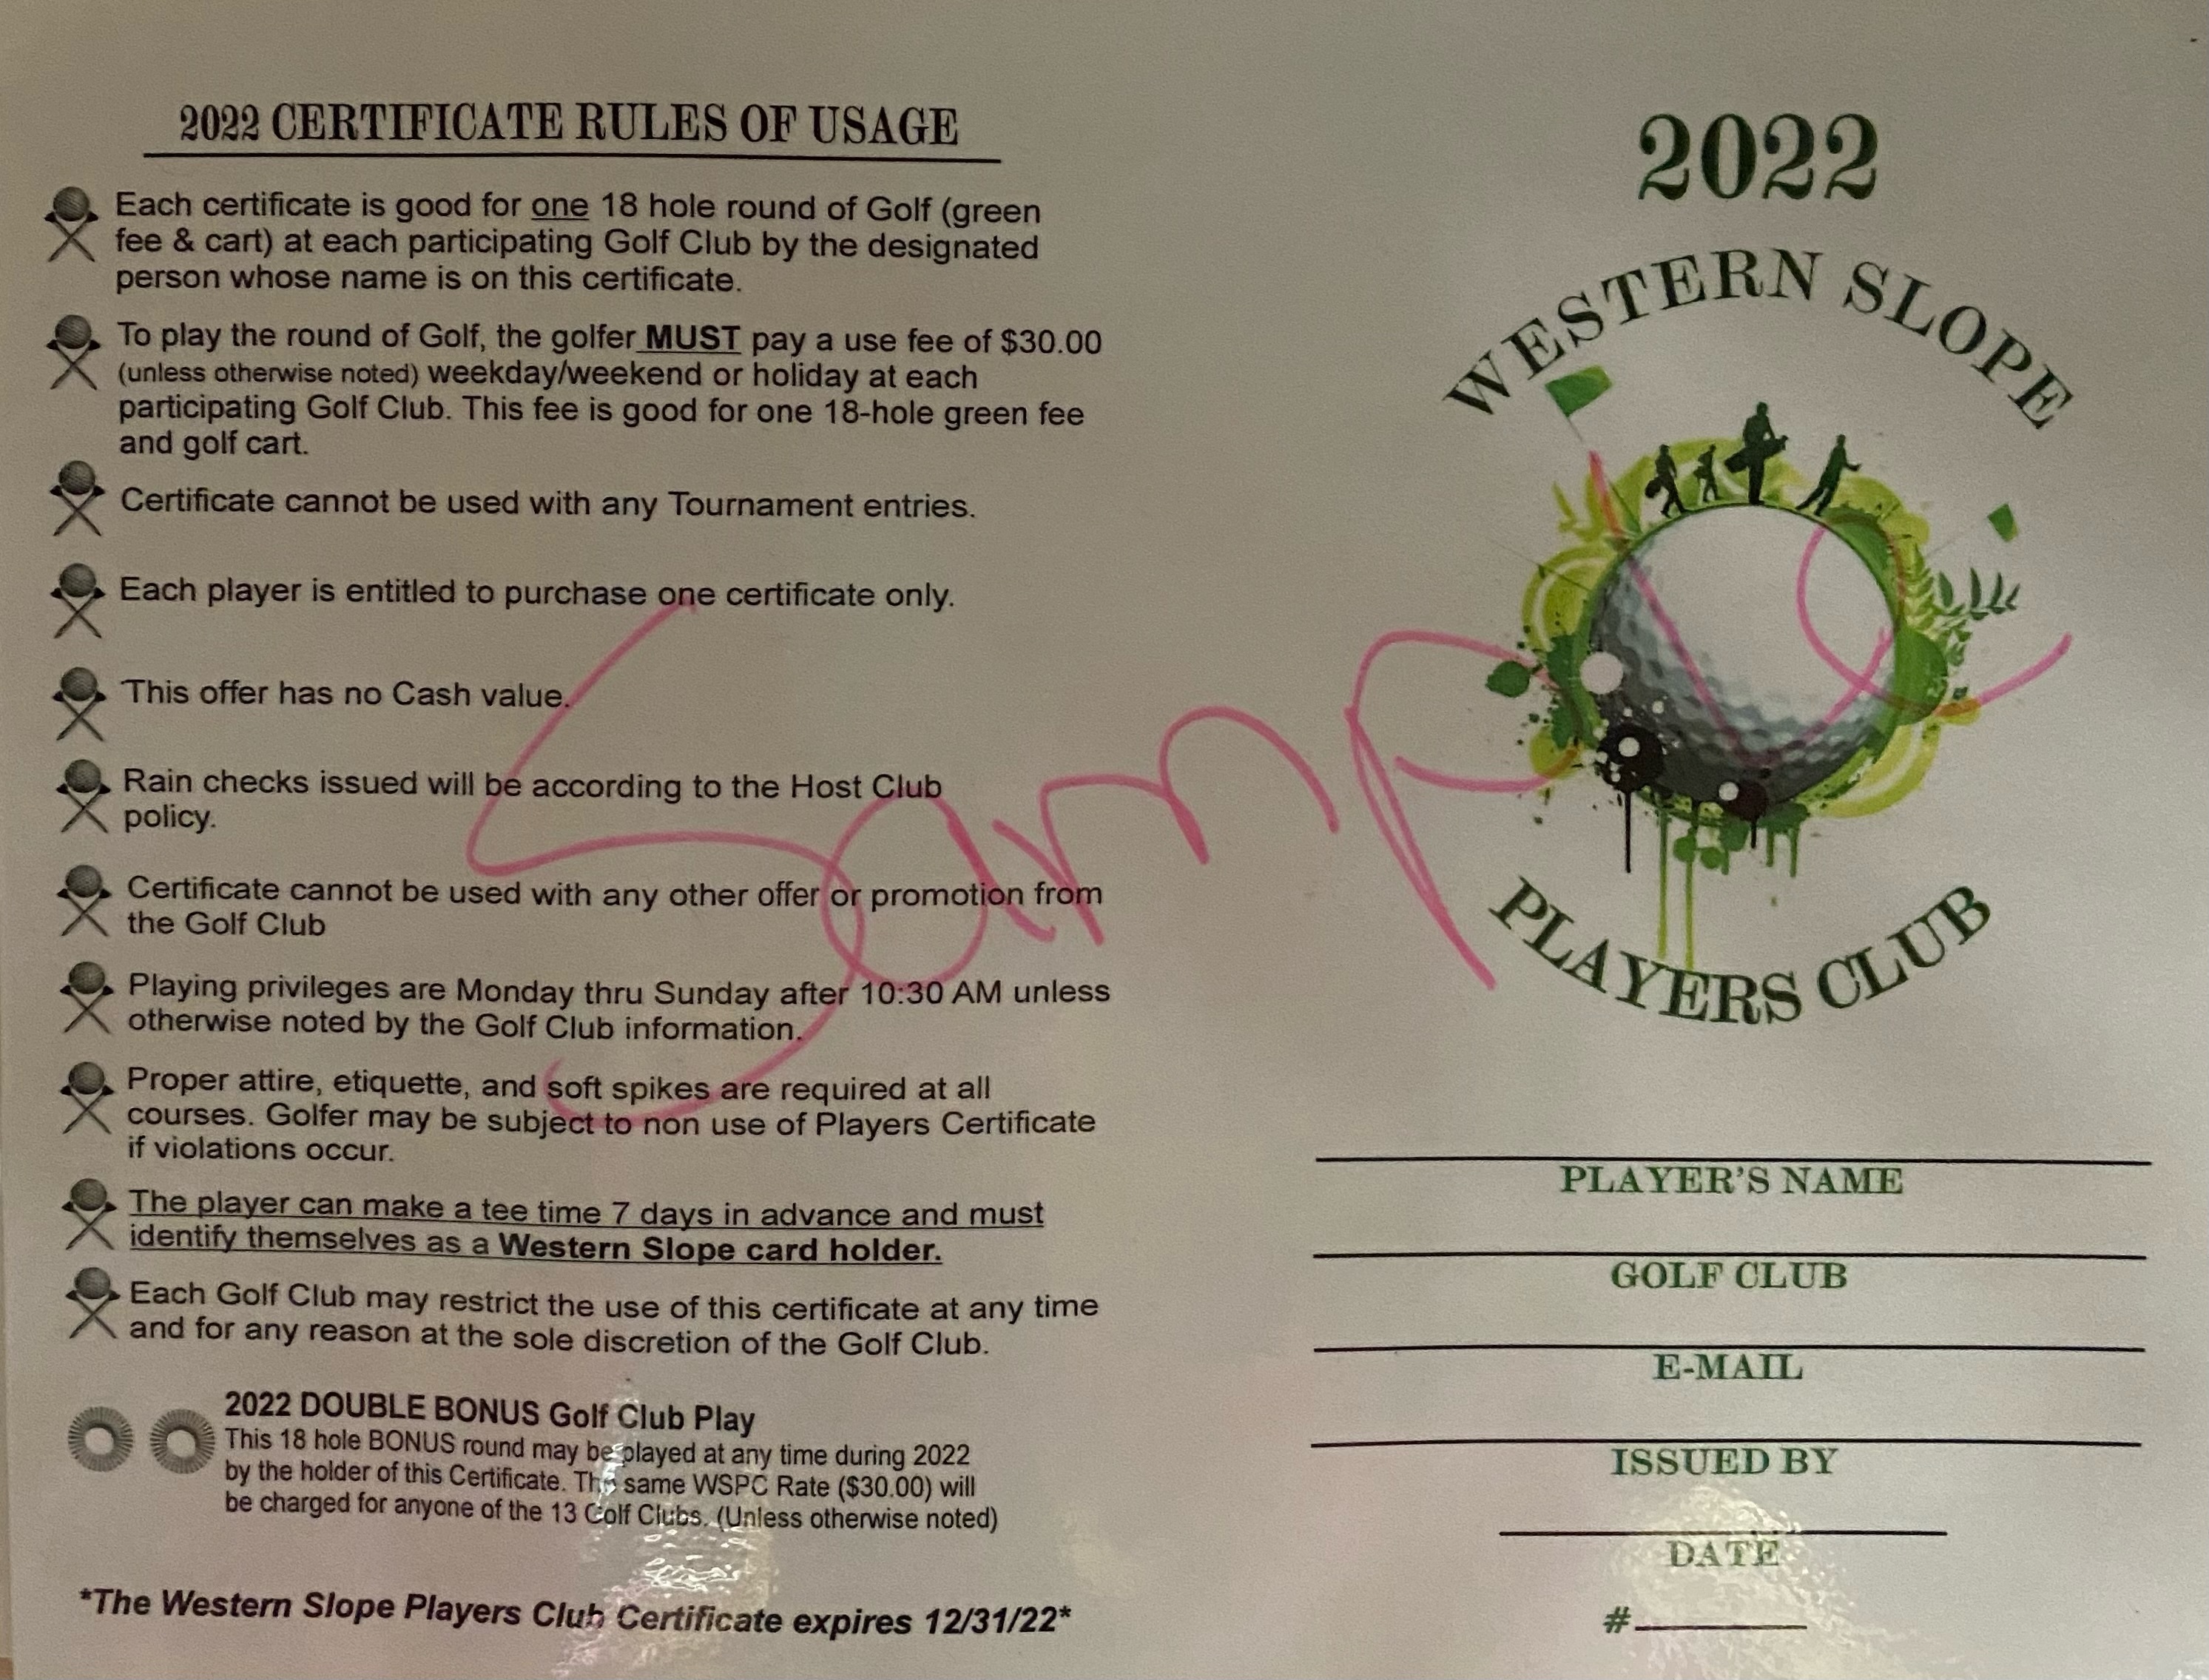 2022 CERTIFICATE RULES OF USAGE
Each certificate is good for one 18 hole round of Golf (green
fee & cart) at each participating Golf Club by the designated
person whose name is on this certificate.
To play the round of Golf, the golfer MUST pay a use fee of $30.00
(unless otherwise noted) weekday/weekend or holiday at each
participating Golf Club. This fee is good for one 18-hole green fee
and golf cart.
Certificate cannot be used with any Tournament entries.
Each player is entitled to purchase one certificate only.
This offer has no Cash value.
Rain checks issued will be according to the Host Club
policy.
Certificate cannot be used with any other offer or promotion from
the Golf Club
Playing privileges are Monday thru Sunday after 10:30 AM unless
otherwise noted by the Golf Club information.
Proper attire, etiquette, and soft spikes are required at all
courses. Golfer may be subject to non use of Players Certificate
if violations occur.
The player can make a tee time 7 days in advance and must
identify themselves as a Western Slope card holder.
Each Golf Club may restrict the use of this certificate at any time
and for any reason at the sole discretion of the Golf Club.
2022 DOUBLE BONUS Golf Club Play
This 18 hole BONUS round may be played at any time during 2022
by the holder of this Certificate. The same WSPC Rate ($30.00) will
be charged for anyone of the 13 Golf Clubs. (Unless otherwise noted)
*The Western Slope Players Club Certificate expires 12/31/22*
Sample
2022
WESTERN SLOPE
PLAYERS CLUB
PLAYER'S NAME
GOLF CLUB
E-MAIL
ISSUED BY
DATE
#